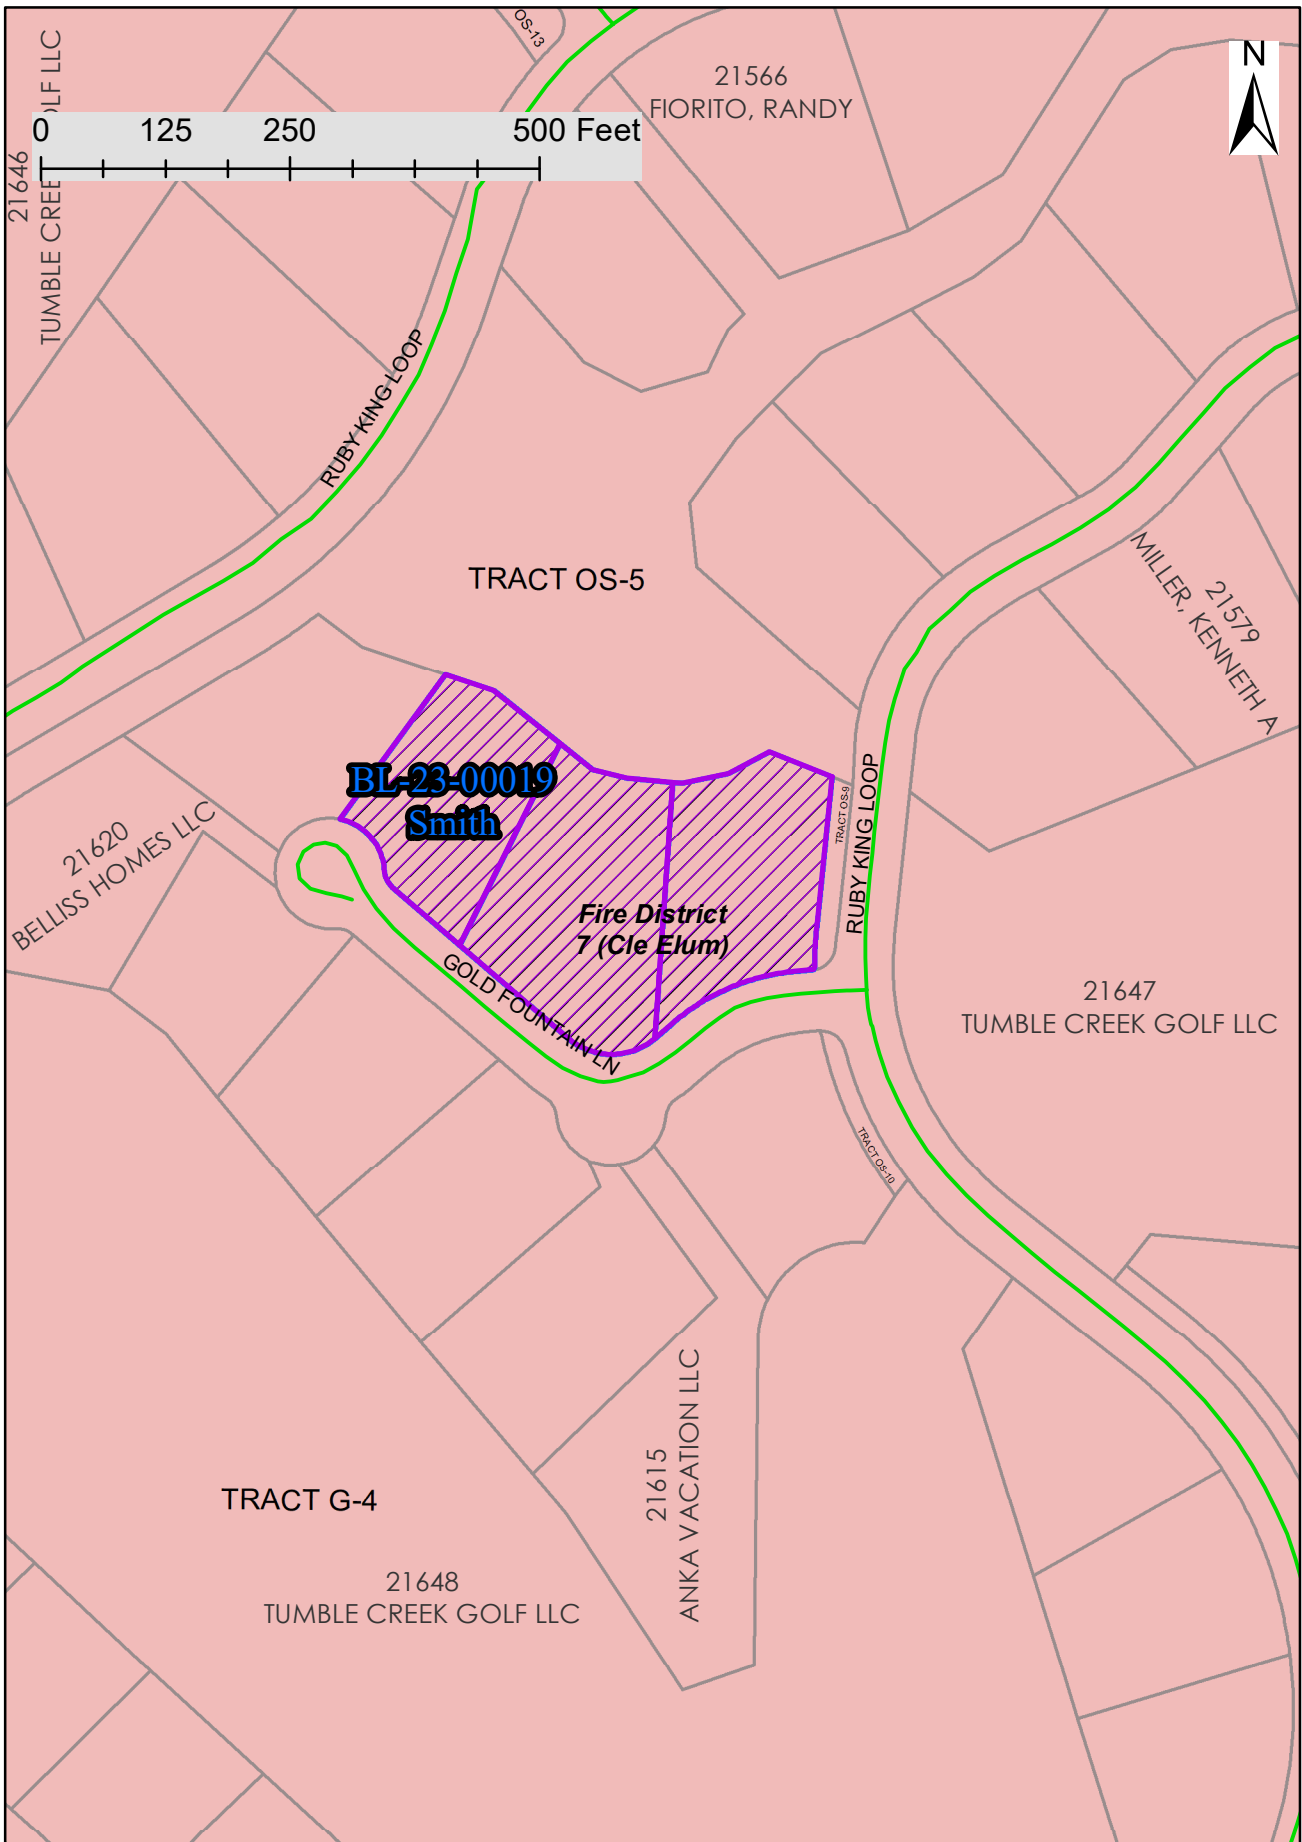 OS-13
N
21566
FIORITO, RANDY
0 125 250 500 Feet
21646
TUMBLE CREE OLF LLC
RUBY KING LOOP
TRACT OS-5
21579
MILLER, KENNETH A
BL-23-00019
Smith
TRACT OS-9
RUBY KING LOOP
21620
BELLISS HOMES LLC
Fire District
7 (Cle Elum)
GOLD FOUNTAIN LN
21647
TUMBLE CREEK GOLF LLC
TRACT OS-10
21615
ANKA VACATION LLC
TRACT G-4
21648
TUMBLE CREEK GOLF LLC